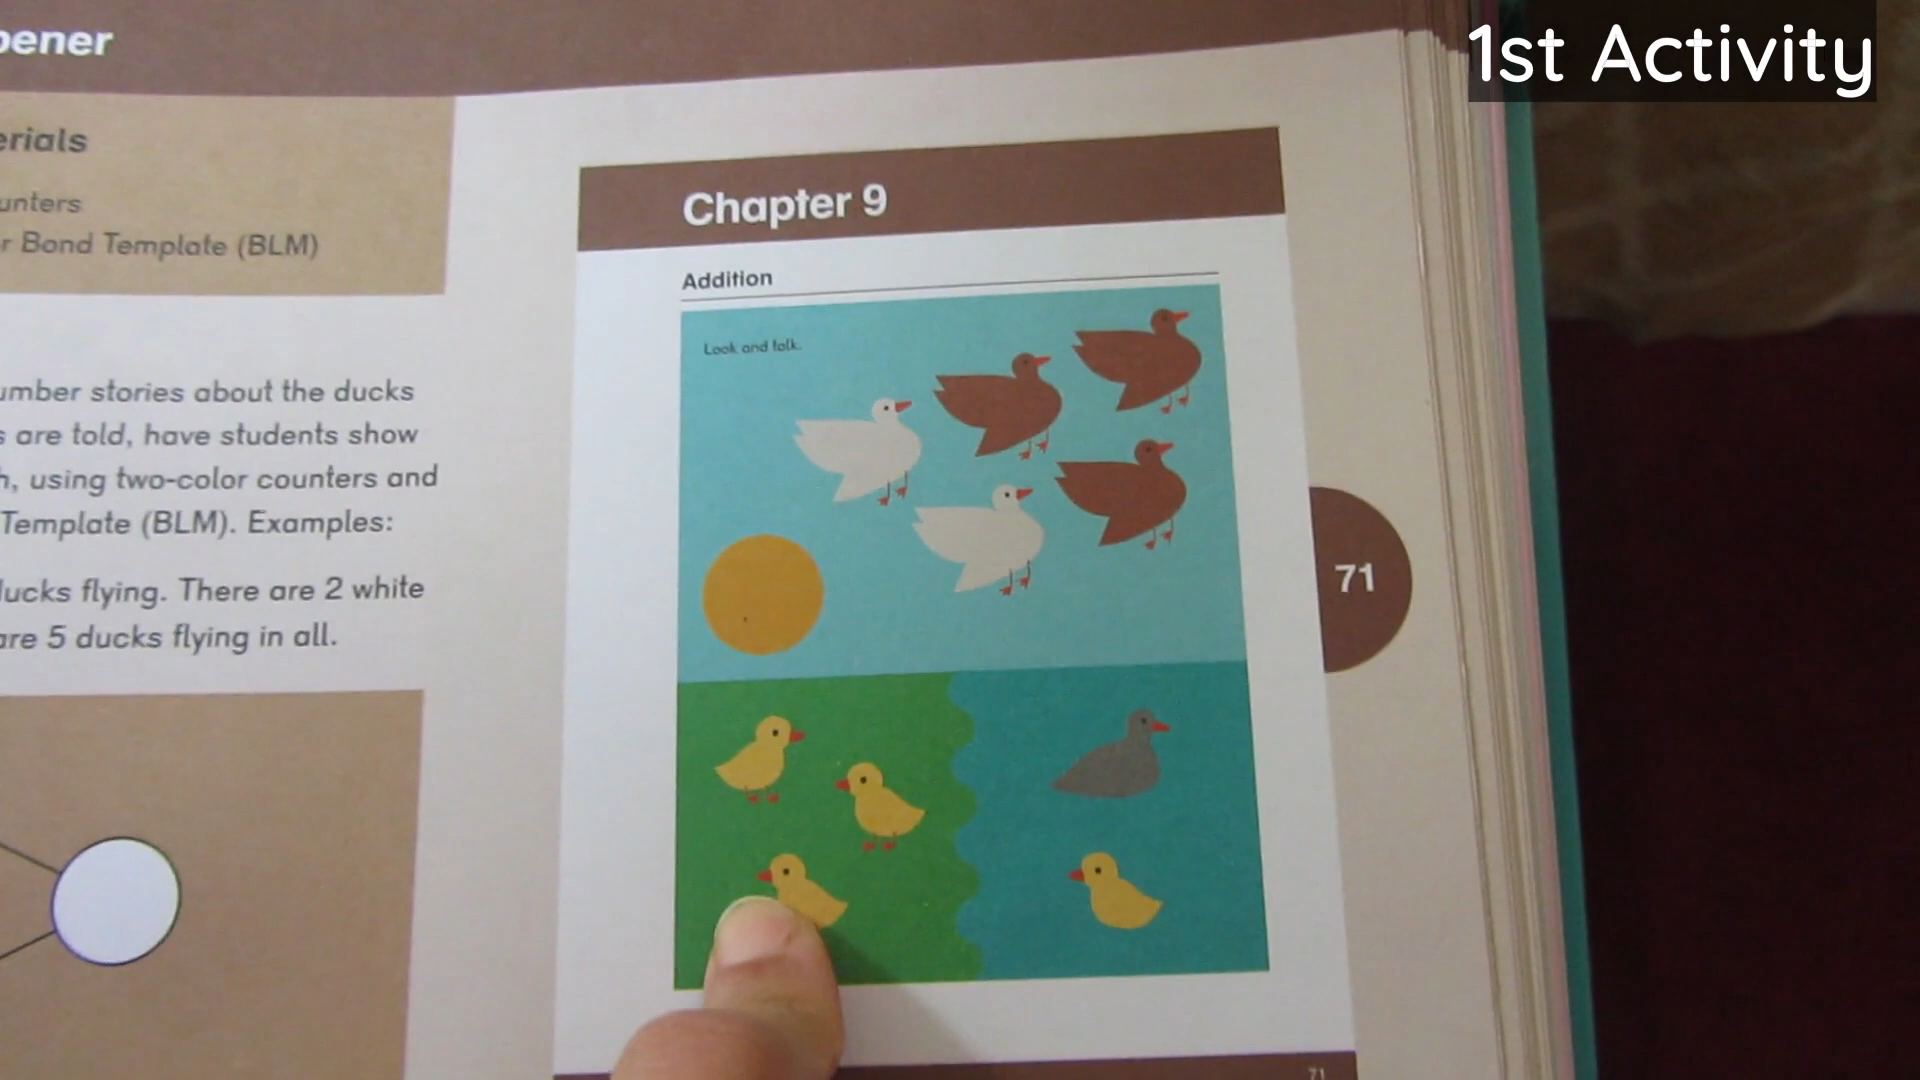 1st Activity
pener
erials
unters
r Bond Template (BLM)
umber stories about the ducks
s are told, have students show
h, using two-color counters and
Template (BLM). Examples:
ducks flying. There are 2 white
are 5 ducks flying in all.
Chapter 9
Addition
Look and talk.
71
71